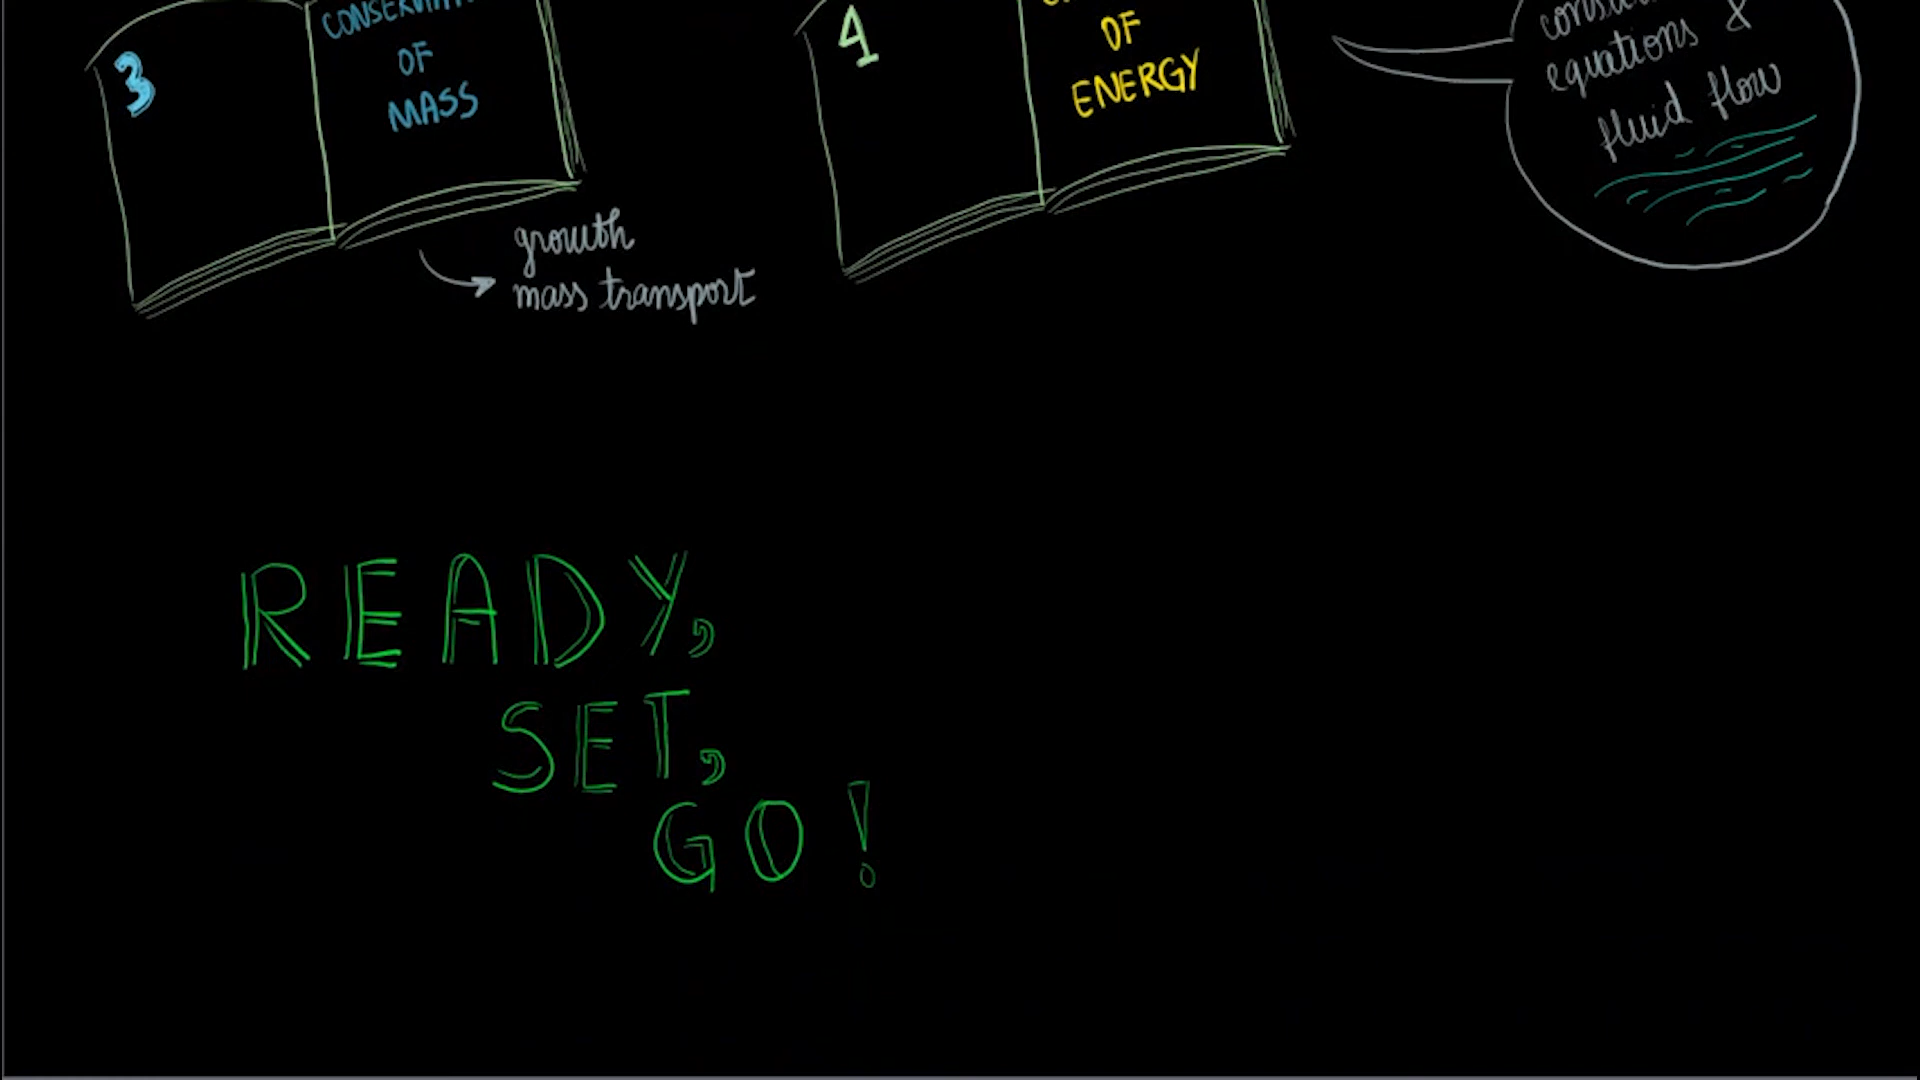 3
OF
MASS
growth
mass transport
4
OF
ENERGY
equations &
fluid flow
READY,
SET,
GO!